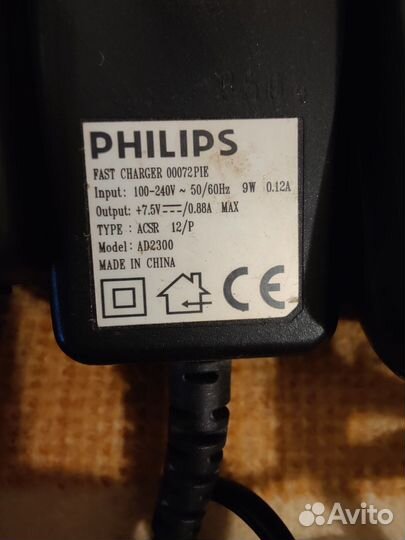 PHILIPS
FAST CHARGER 00072PIE
Input: 100-240V ~ 50/60Hz 9W 0.12A
Output: +7.5V⎓/0.88A MAX
TYPE : ACSR 12/P
Model: AD2300
MADE IN CHINA
CE
Avito